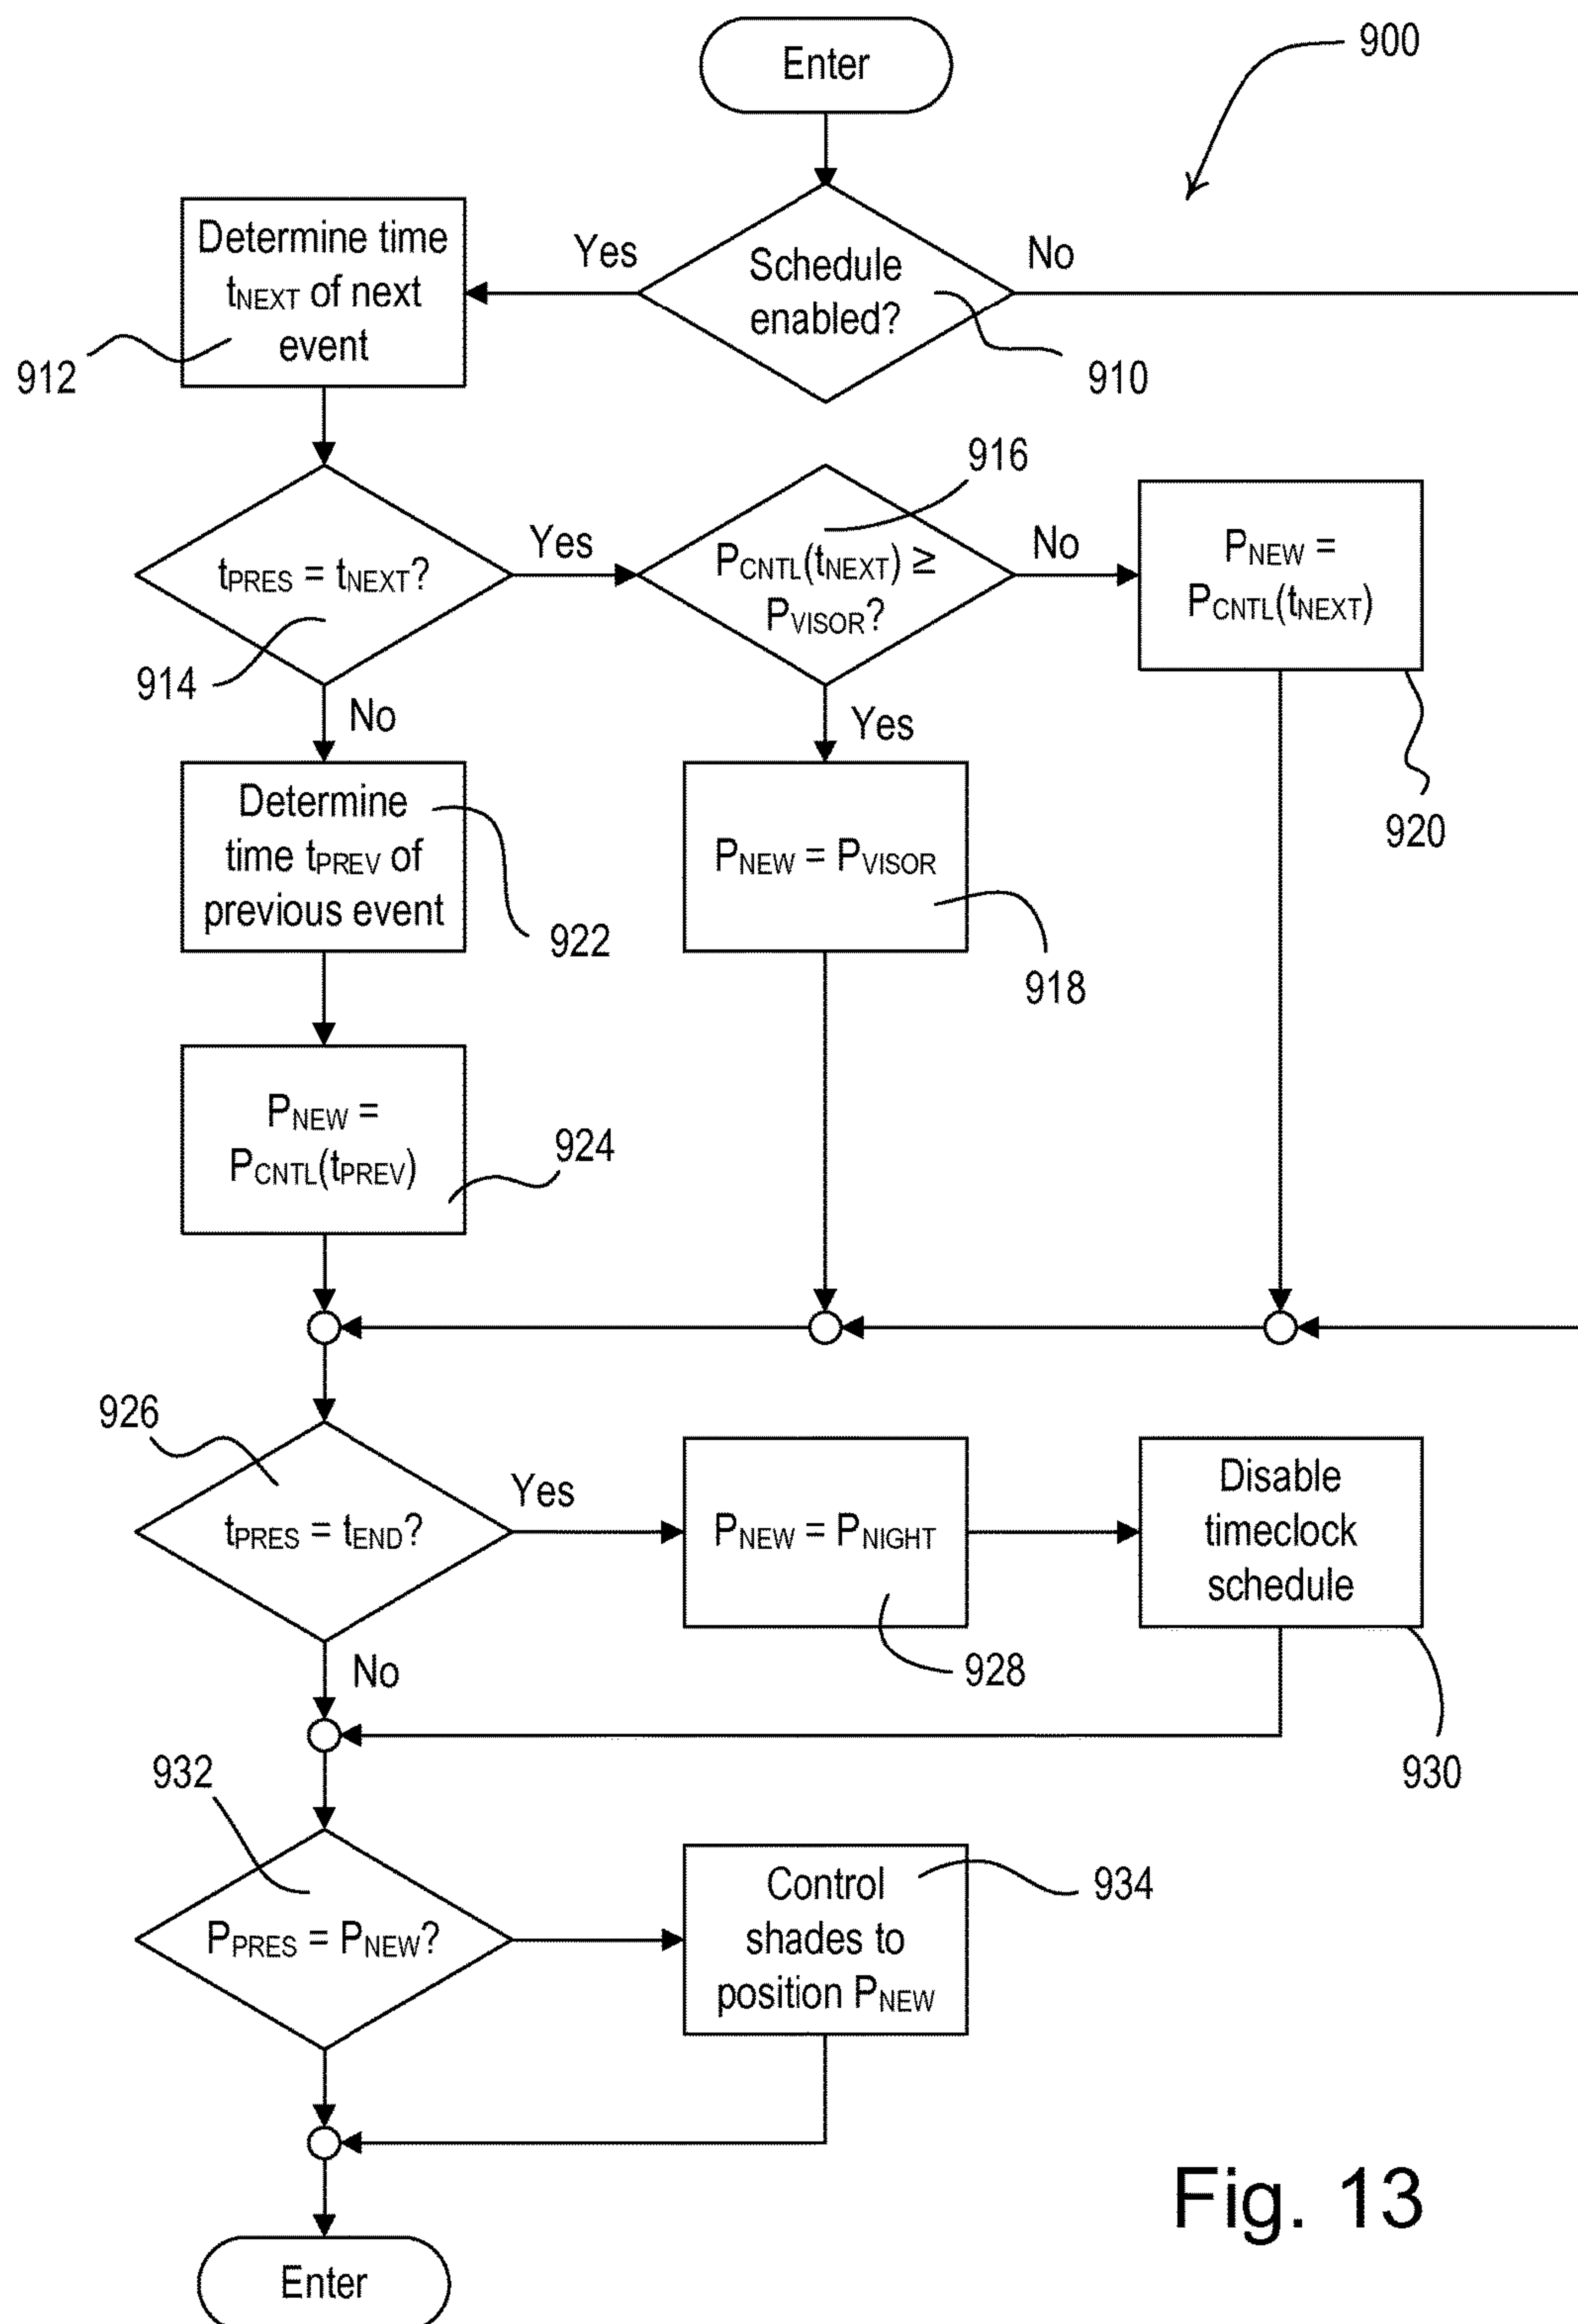 Enter
900
Schedule
enabled?
Yes
No
910
Determine time
tNEXT of next
event
912
tPRES = tNEXT?
Yes
914
No
916
PCNTL(tNEXT) ≥
PVISOR?
No
Yes
PNEW =
PCNTL(tNEXT)
920
Determine
time tPREV of
previous event
922
PNEW = PVISOR
918
PNEW =
PCNTL(tPREV)
924
926
tPRES = tEND?
Yes
No
PNEW = PNIGHT
928
Disable
timeclock
schedule
930
932
PPRES = PNEW?
Control
shades to
position PNEW
934
Enter
Fig. 13